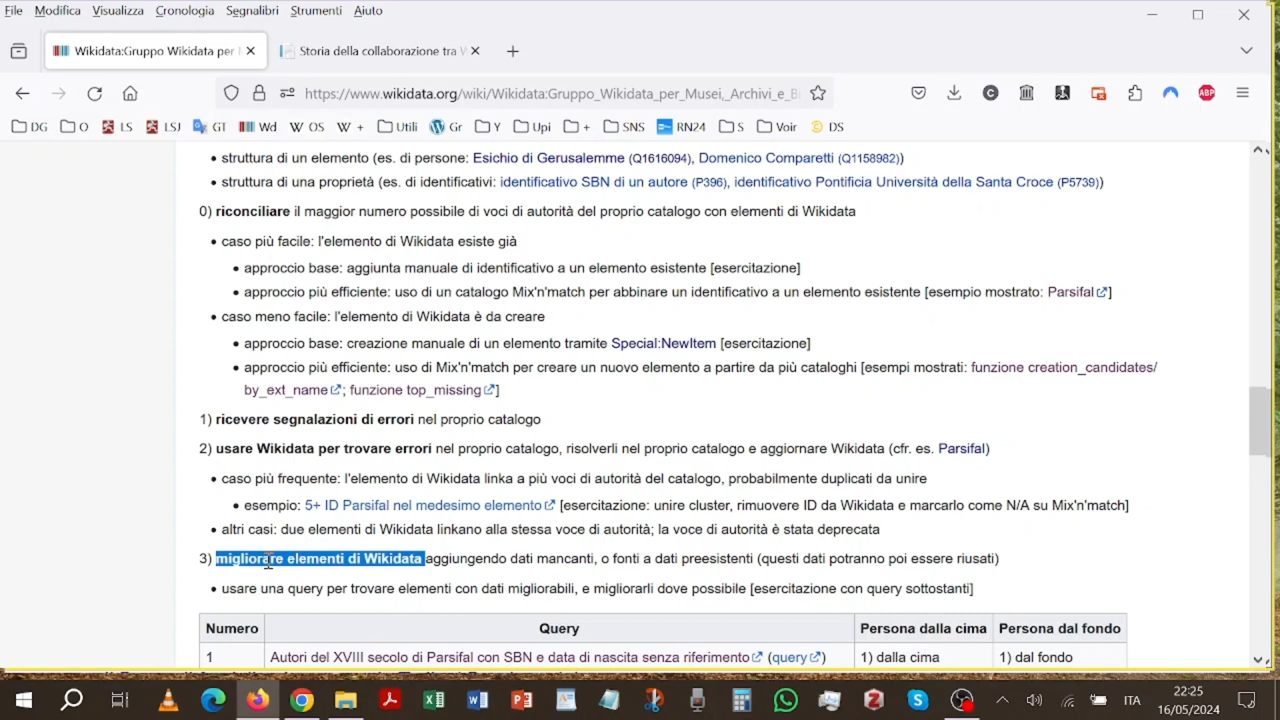 File Modifica Visualizza Cronologia Segnalibri Strumenti Aiuto
Wikidata:Gruppo Wikidata per
Storia della collaborazione tra
https://www.wikidata.org/wiki/Wikidata:Gruppo_Wikidata_per_Musei,_Archivi_e_B
DG O LS LSJ GT Wd OS + Utili Gr Y Upi + SNS RN24 S Voir DS
• struttura di un elemento (es. di persone: Esichio di Gerusalemme (Q1616094), Domenico Comparetti (Q1158982))
• struttura di una proprietà (es. di identificativi: identificativo SBN di un autore (P396), identificativo Pontificia Università della Santa Croce (P5739))
0) riconciliare il maggior numero possibile di voci di autorità del proprio catalogo con elementi di Wikidata
• caso più facile: l'elemento di Wikidata esiste già
• approccio base: aggiunta manuale di identificativo a un elemento esistente [esercitazione]
• approccio più efficiente: uso di un catalogo Mix'n'match per abbinare un identificativo a un elemento esistente [esempio mostrato: Parsifal]
• caso meno facile: l'elemento di Wikidata è da creare
• approccio base: creazione manuale di un elemento tramite Special:NewItem [esercitazione]
• approccio più efficiente: uso di Mix'n'match per creare un nuovo elemento a partire da più cataloghi [esempi mostrati: funzione creation_candidates/
by_ext_name; funzione top_missing]
1) ricevere segnalazioni di errori nel proprio catalogo
2) usare Wikidata per trovare errori nel proprio catalogo, risolverli nel proprio catalogo e aggiornare Wikidata (cfr. es. Parsifal)
• caso più frequente: l'elemento di Wikidata linka a più voci di autorità del catalogo, probabilmente duplicati da unire
• esempio: 5+ ID Parsifal nel medesimo elemento [esercitazione: unire cluster, rimuovere ID da Wikidata e marcarlo come N/A su Mix'n'match]
• altri casi: due elementi di Wikidata linkano alla stessa voce di autorità; la voce di autorità è stata deprecata
3) migliorare elementi di Wikidata aggiungendo dati mancanti, o fonti a dati preesistenti (questi dati potranno poi essere riusati)
• usare una query per trovare elementi con dati migliorabili, e migliorarli dove possibile [esercitazione con query sottostanti]
Numero Query Persona dalla cima Persona dal fondo
1 Autori del XVIII secolo di Parsifal con SBN e data di nascita senza riferimento (query) 1) dalla cima 1) dal fondo
ITA
22:25
16/05/2024